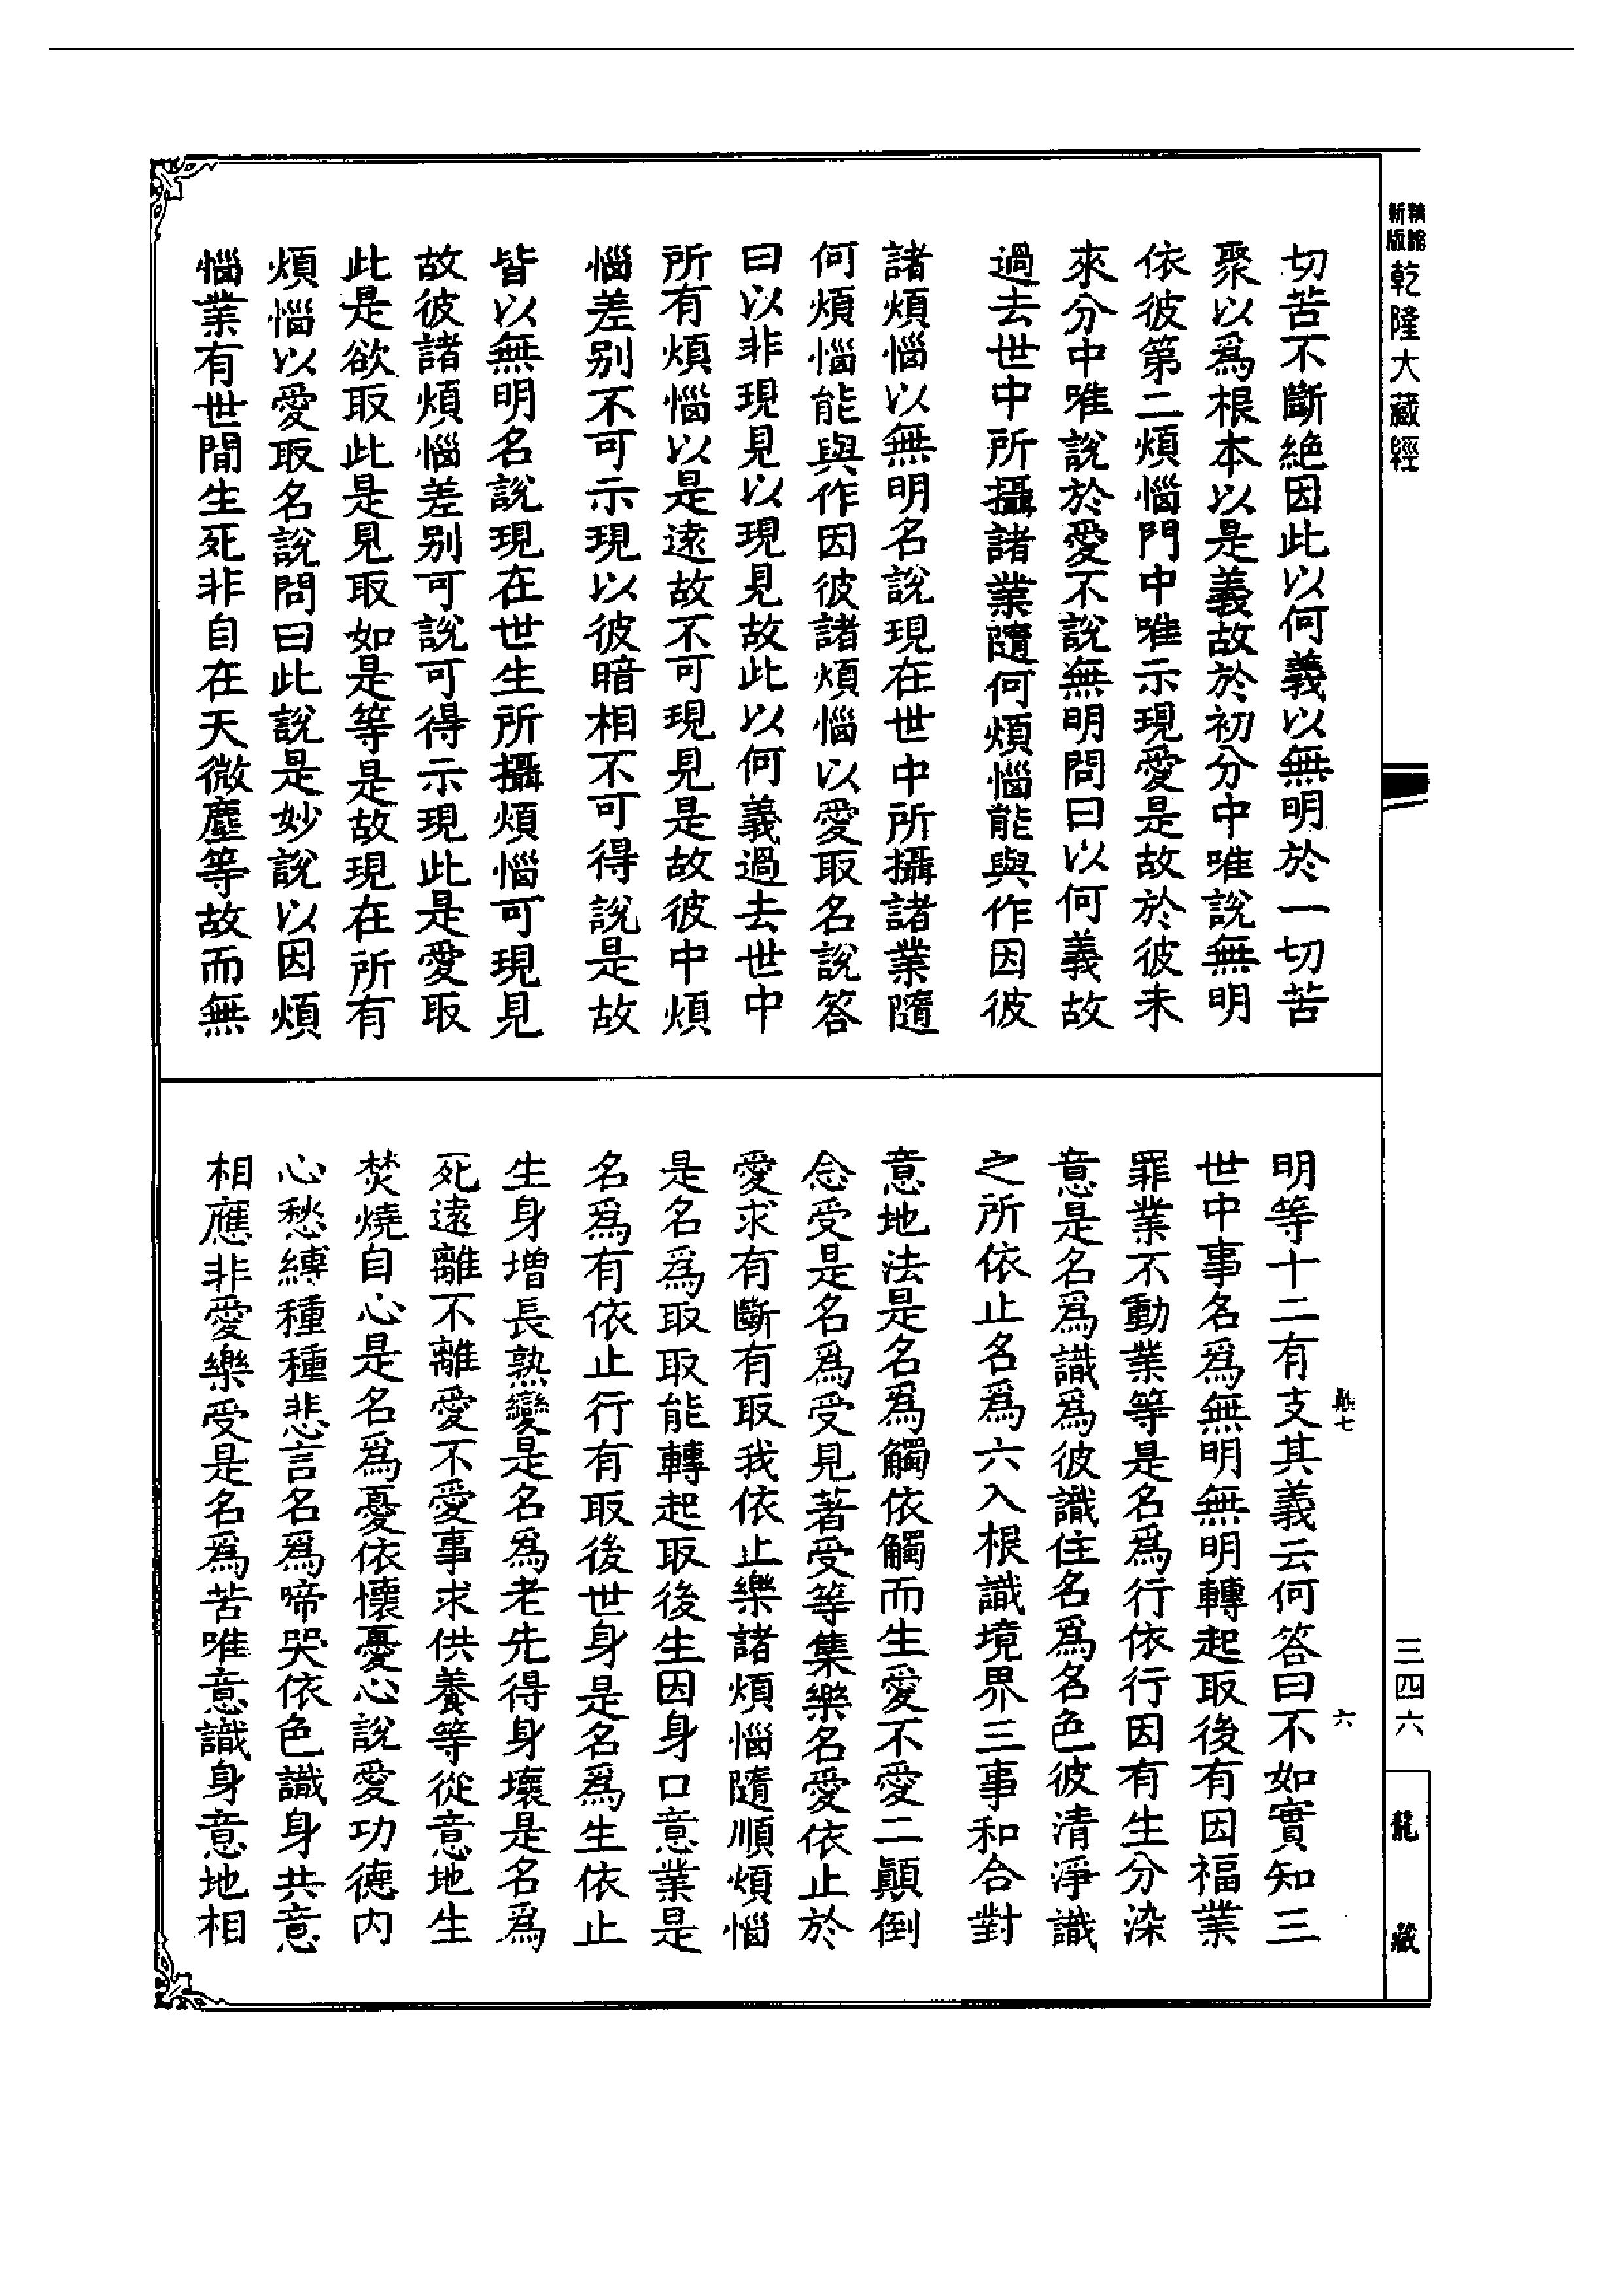 精縮新版
乾隆大藏經
切苦不斷絕因此以何義以無明於一切苦
聚以爲根本以是義故於初分中唯說無明
依彼第二煩惱門中唯示現愛是故於彼未
來分中唯說於愛不說無明問曰以何義故
過去世中所攝諸業隨何煩惱能與作因彼
諸煩惱以無明名說現在世中所攝諸業隨
何煩惱能與作因彼諸煩惱以愛取名說答
曰以非現見以現見故此以何義過去世中
所有煩惱以是遠故不可現見是故彼中煩
惱差别不可示現以彼暗相不可得說是故
皆以無明名說現在世生所攝煩惱可現見
故彼諸煩惱差别可說可得示現此是愛取
此是欲取此是見取如是等是故現在所有
煩惱以愛取名說問曰此說是妙說以因煩
惱業有世間生死非自在天微塵等故而無
明等十二有支其義云何答曰不如實知三
世中事名爲無明無明轉起取後有因福業
罪業不動業等是名爲行依行因有生分染
意是名爲識爲彼識住名爲名色彼清淨識
之所依止名爲六入根識境界三事和合對
意地法是名爲觸依觸而生愛不愛二顚倒
念受是名爲受見著受等集樂名愛依止於
愛求有斷有取我依止樂諸煩惱隨順煩惱
是名爲取取能轉起取後生因身口意業是
名爲有依止行有取後世身是名爲生依止
生身增長熟變是名爲老先得身壞是名爲
死遠離不離愛不愛事求供養等從意地生
焚燒自心是名爲憂依懷憂心說愛功德内
心愁縛種種悲言名爲啼哭依色識身共意
相應非愛樂受是名爲苦唯意識身意地相
七
六
三四六
龍藏